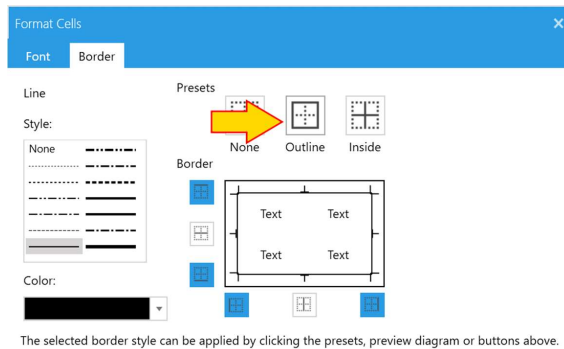 Format Cells
Font Border
Line
Style:
None
Color:
Presets
None Outline Inside
Border
Text Text
Text Text
The selected border style can be applied by clicking the presets, preview diagram or buttons above.